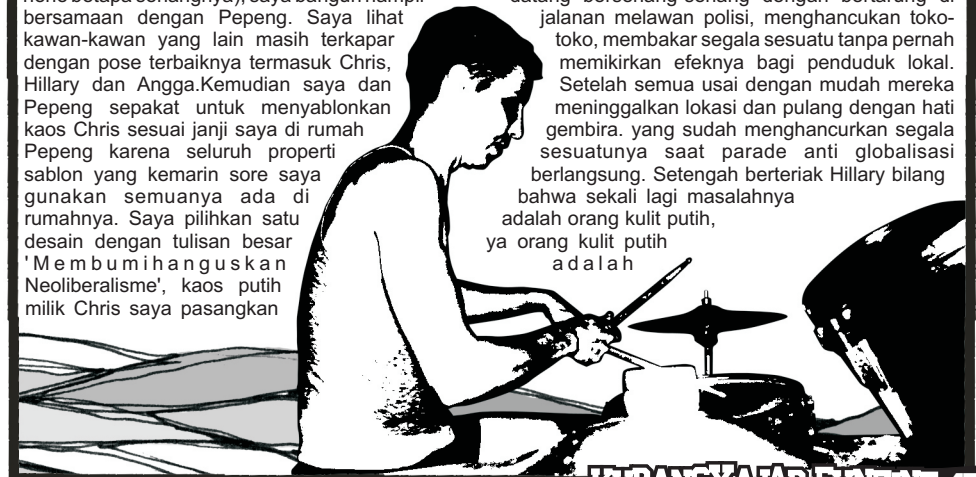 bersamaan dengan Pepeng. Saya lihat
kawan-kawan yang lain masih terkapar
dengan pose terbaiknya termasuk Chris,
Hillary dan Angga.Kemudian saya dan
Pepeng sepakat untuk menyablonkan
kaos Chris sesuai janji saya di rumah
Pepeng karena seluruh properti
sablon yang kemarin sore saya
gunakan semuanya ada di
rumahnya. Saya pilihkan satu
desain dengan tulisan besar
'Membumihanguskan
Neoliberalisme', kaos putih
milik Chris saya pasangkan
jalanan melawan polisi, menghancukan toko-
toko, membakar segala sesuatu tanpa pernah
memikirkan efeknya bagi penduduk lokal.
Setelah semua usai dengan mudah mereka
meninggalkan lokasi dan pulang dengan hati
gembira. yang sudah menghancurkan segala
sesuatunya saat parade anti globalisasi
berlangsung. Setengah berteriak Hillary bilang
bahwa sekali lagi masalahnya
adalah orang kulit putih,
ya orang kulit putih
adalah